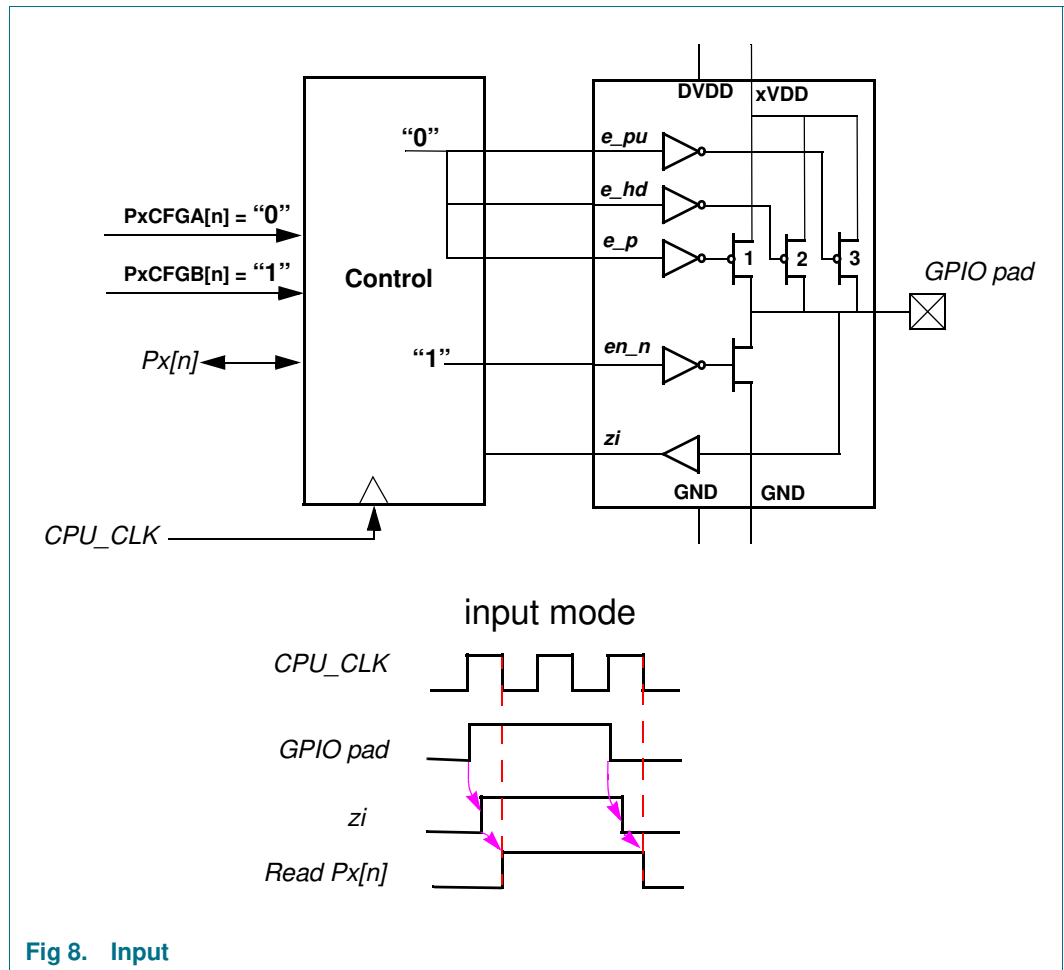 DVDD xVDD
"0"
e_pu
e_hd
PxCFGA[n] = "0"
e_p
1 2 3
PxCFGB[n] = "1"
Control
GPIO pad
Px[n]
"1"
en_n
zi
GND GND
CPU_CLK
input mode
CPU_CLK
GPIO pad
zi
Read Px[n]
Fig 8. Input